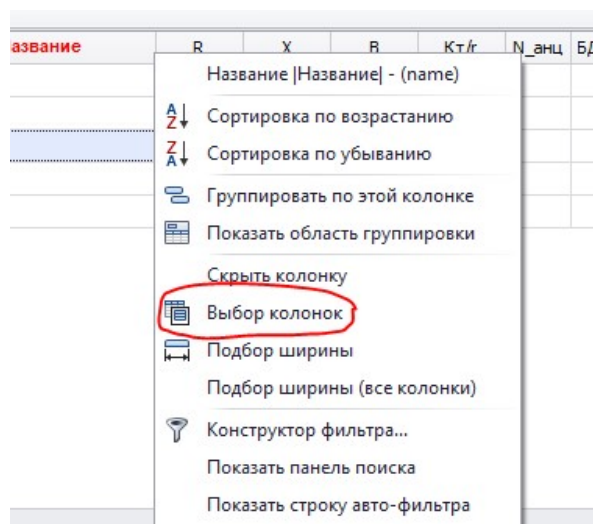 азвание R X B Кт/r N_анц БД
Название |Название| - (name)
Сортировка по возрастанию
Сортировка по убыванию
Группировать по этой колонке
Показать область группировки
Скрыть колонку
Выбор колонок
Подбор ширины
Подбор ширины (все колонки)
Конструктор фильтра...
Показать панель поиска
Показать строку авто-фильтра